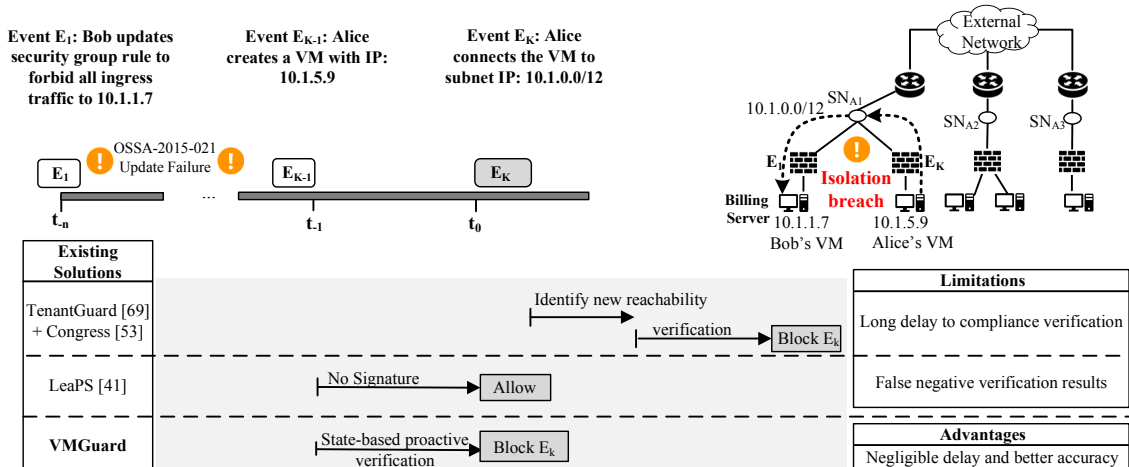 Event E1: Bob updates
security group rule to
forbid all ingress
traffic to 10.1.1.7
Event EK-1: Alice
creates a VM with IP:
10.1.5.9
Event EK: Alice
connects the VM to
subnet IP: 10.1.0.0/12
E1
!
OSSA-2015-021
Update Failure
!
...
EK-1
EK
t-n
t-1
t0
External
Network
10.1.0.0/12
SNA1
SNA2
SNA3
E1
!
EK
Isolation
breach
Billing
Server
10.1.1.7
Bob's VM
10.1.5.9
Alice's VM
Existing
Solutions
Limitations
TenantGuard [69]
+ Congress [53]
Identify new reachability
verification
Block Ek
Long delay to compliance verification
LeaPS [41]
No Signature
Allow
False negative verification results
VMGuard
State-based proactive
verification
Block Ek
Advantages
Negligible delay and better accuracy